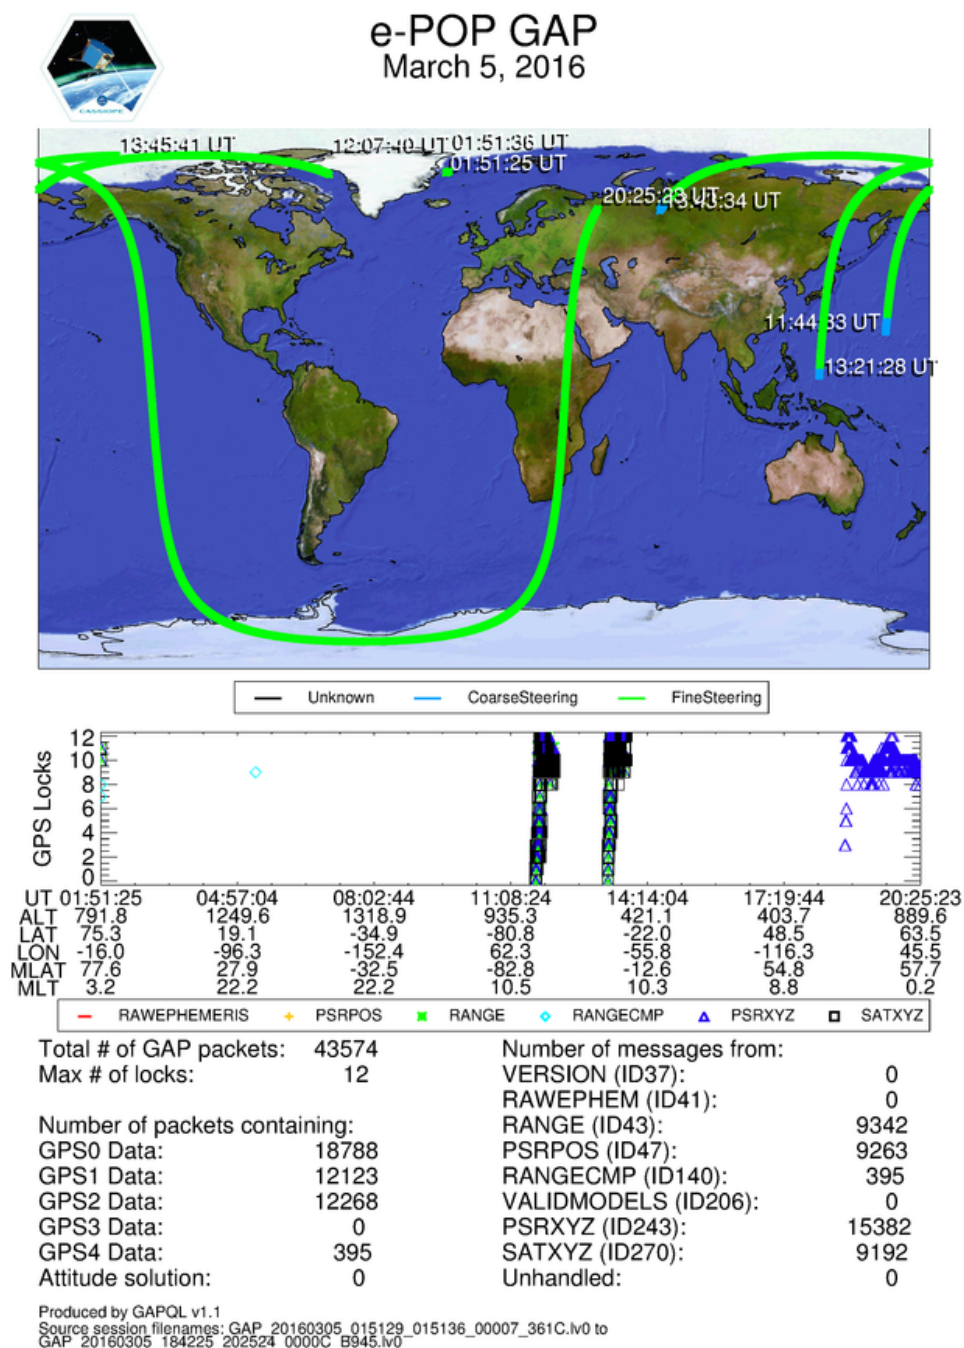 e-POP GAP
March 5, 2016
CASSIOPE
13:45:41 UT
12:07:40 UT
01:51:36 UT
01:51:25 UT
20:25:23 UT
11:44:33 UT
13:21:28 UT
Unknown CoarseSteering FineSteering
GPS Locks
12
10
8
6
4
2
0
UT 01:51:25 04:57:04 08:02:44 11:08:24 14:14:04 17:19:44 20:25:23
ALT 791.8 1249.6 1318.9 935.3 421.1 403.7 889.6
LAT 75.3 19.1 -34.9 -80.8 -22.0 48.5 63.5
LON -16.0 -96.3 -152.4 62.3 -55.8 -116.3 45.5
MLAT 77.6 27.9 -32.5 -82.8 -12.6 54.8 57.7
MLT 3.2 22.2 22.2 10.5 10.3 8.8 0.2
RAWEPHEMERIS PSRPOS RANGE RANGECMP PSRXYZ SATXYZ
Total # of GAP packets: 43574
Max # of locks: 12
Number of packets containing:
GPS0 Data: 18788
GPS1 Data: 12123
GPS2 Data: 12268
GPS3 Data: 0
GPS4 Data: 395
Attitude solution: 0
Number of messages from:
VERSION (ID37): 0
RAWEPHEM (ID41): 0
RANGE (ID43): 9342
PSRPOS (ID47): 9263
RANGECMP (ID140): 395
VALIDMODELS (ID206): 0
PSRXYZ (ID243): 15382
SATXYZ (ID270): 9192
Unhandled: 0
Produced by GAPQL v1.1
Source session filenames: GAP_20160305_015129_015136_00007_361C.lv0 to
GAP_20160305_184225_202524_0000C_B945.lv0